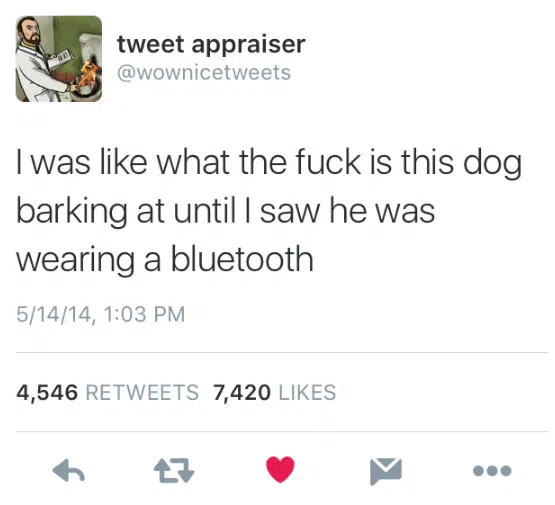 tweet appraiser
@wownicetweets
I was like what the fuck is this dog
barking at until I saw he was
wearing a bluetooth
5/14/14, 1:03 PM
4,546 RETWEETS 7,420 LIKES